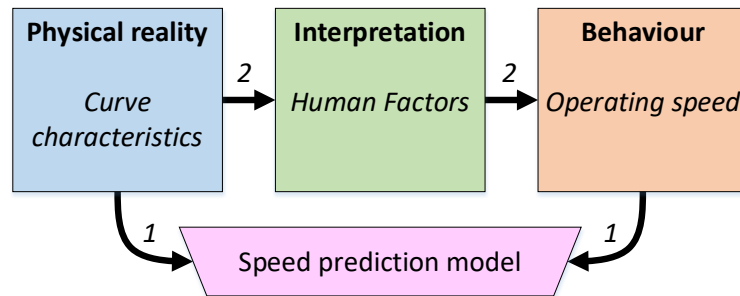 Physical reality
Interpretation
Behaviour
2
2
Curve
characteristics
Human Factors
Operating speed
1
1
Speed prediction model